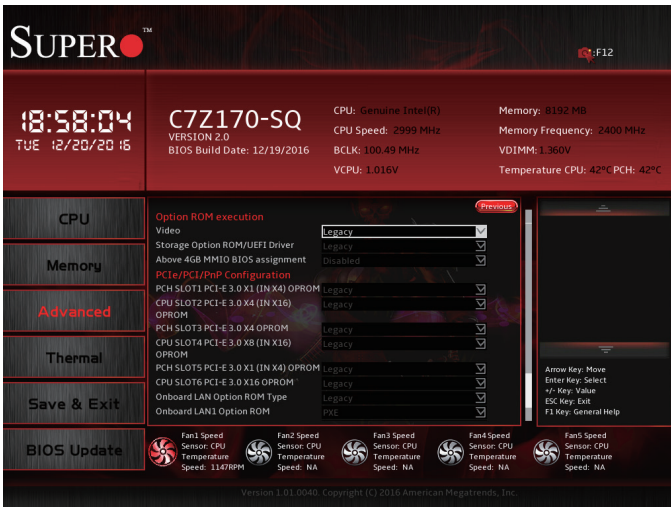 SUPER
TM
:F12
18:58:04
TUE 12/20/2016
C7Z170-SQ
VERSION 2.0
BIOS Build Date: 12/19/2016
CPU: Genuine Intel(R)
CPU Speed: 2999 MHz
BCLK: 100.49 MHz
VCPU: 1.016V
Memory: 8192 MB
Memory Frequency: 2400 MHz
VDIMM: 1.360V
Temperature CPU: 42°C PCH: 42°C
CPU
Memory
Advanced
Thermal
Save & Exit
BIOS Update
Previous
Option ROM execution
Video Legacy
Storage Option ROM/UEFI Driver Legacy
Above 4GB MMIO BIOS assignment Disabled
PCIe/PCI/PnP Configuration
PCH SLOT1 PCI-E 3.0 X1 (IN X4) OPROM Legacy
CPU SLOT2 PCI-E 3.0 X4 (IN X16) Legacy
OPROM
PCH SLOT3 PCI-E 3.0 X4 OPROM Legacy
CPU SLOT4 PCI-E 3.0 X8 (IN X16) Legacy
OPROM
PCH SLOT5 PCI-E 3.0 X1 (IN X4) OPROM Legacy
CPU SLOT6 PCI-E 3.0 X16 OPROM Legacy
Onboard LAN Option ROM Type Legacy
Onboard LAN1 Option ROM PXE
Arrow Key: Move
Enter Key: Select
+/- Key: Value
ESC Key: Exit
F1 Key: General Help
Fan1 Speed
Sensor: CPU
Temperature
Speed: 1147RPM
Fan2 Speed
Sensor: CPU
Temperature
Speed: NA
Fan3 Speed
Sensor: CPU
Temperature
Speed: NA
Fan4 Speed
Sensor: CPU
Temperature
Speed: NA
Fan5 Speed
Sensor: CPU
Temperature
Speed: NA
Version 1.01.0040. Copyright (C) 2016 American Megatrends, Inc.